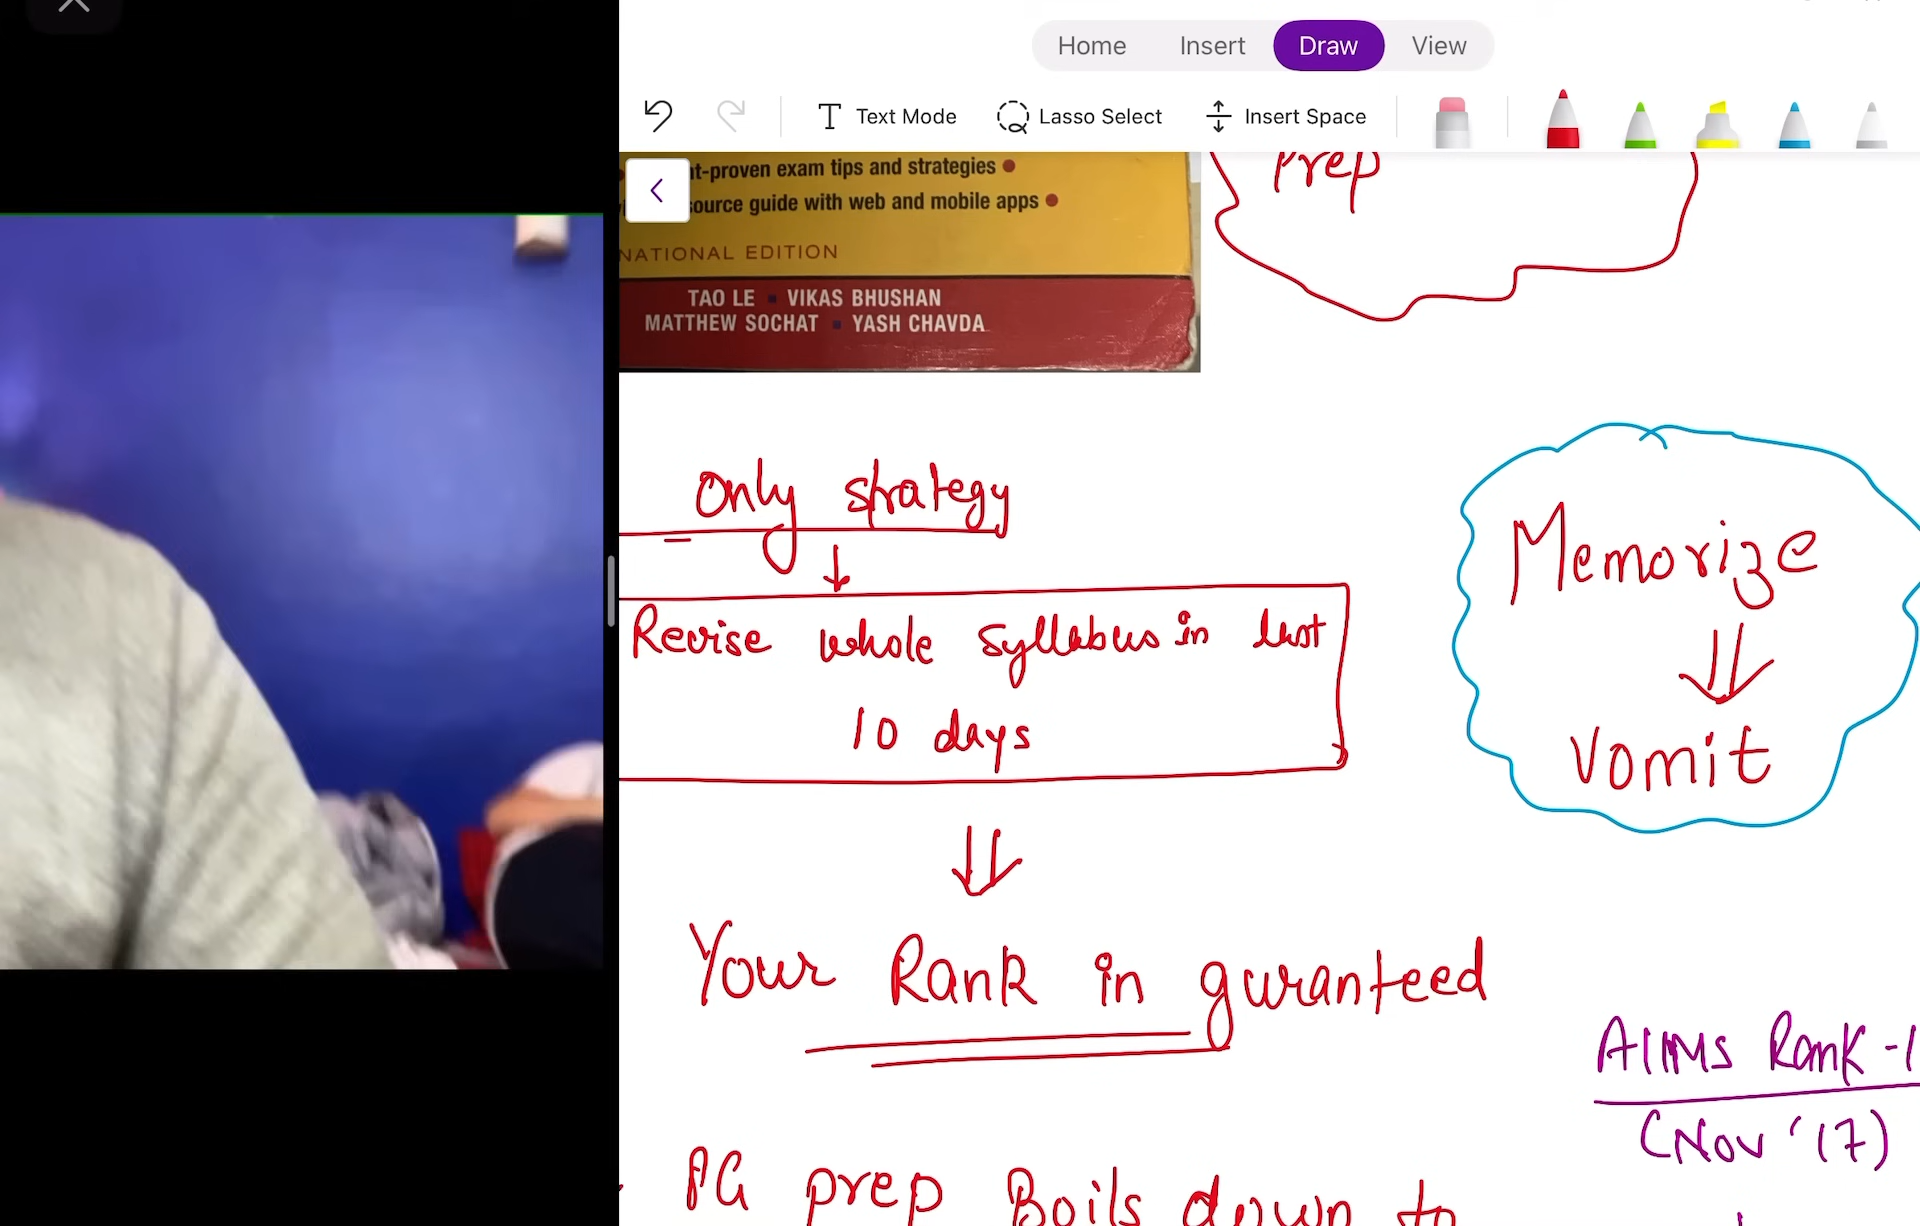 Home Insert Draw View
Text Mode Lasso Select Insert Space
t-proven exam tips and strategies
ource guide with web and mobile apps
NATIONAL EDITION
TAO LE ▪ VIKAS BHUSHAN
MATTHEW SOCHAT ▪ YASH CHAVDA
Prep
Only strategy
Revise whole syllabus in last
10 days
Memorize
Vomit
Your Rank in guranteed
AIIMS Rank -1
(Nov '17)
PG prep Boils down to